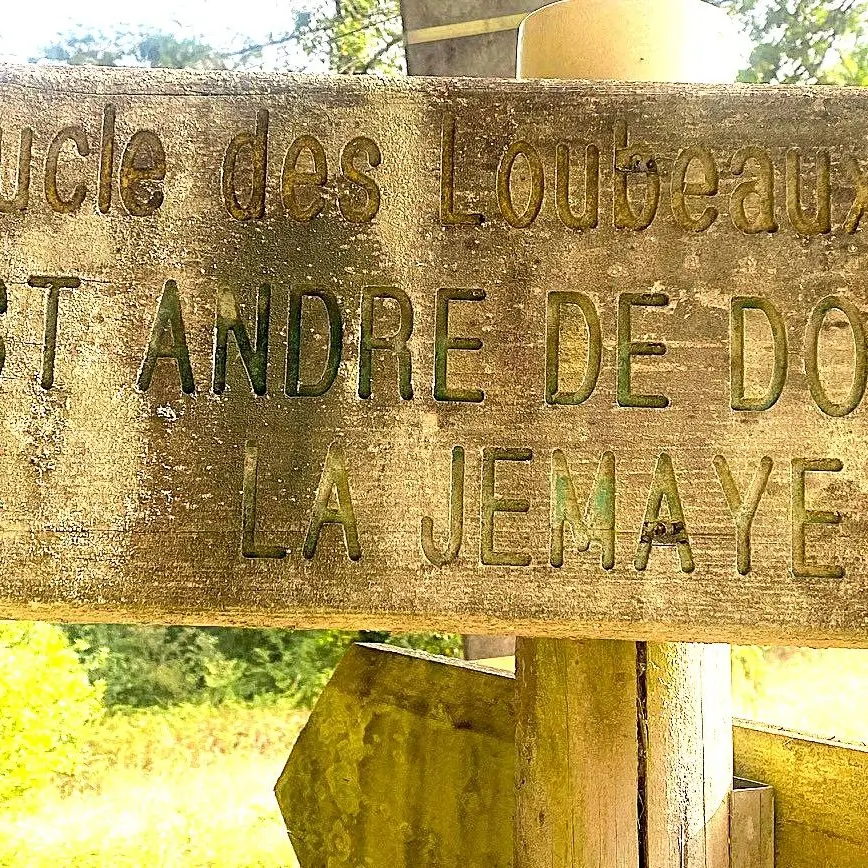 ucle des Loubeaux
ST ANDRE DE DO
LA JEMAYE